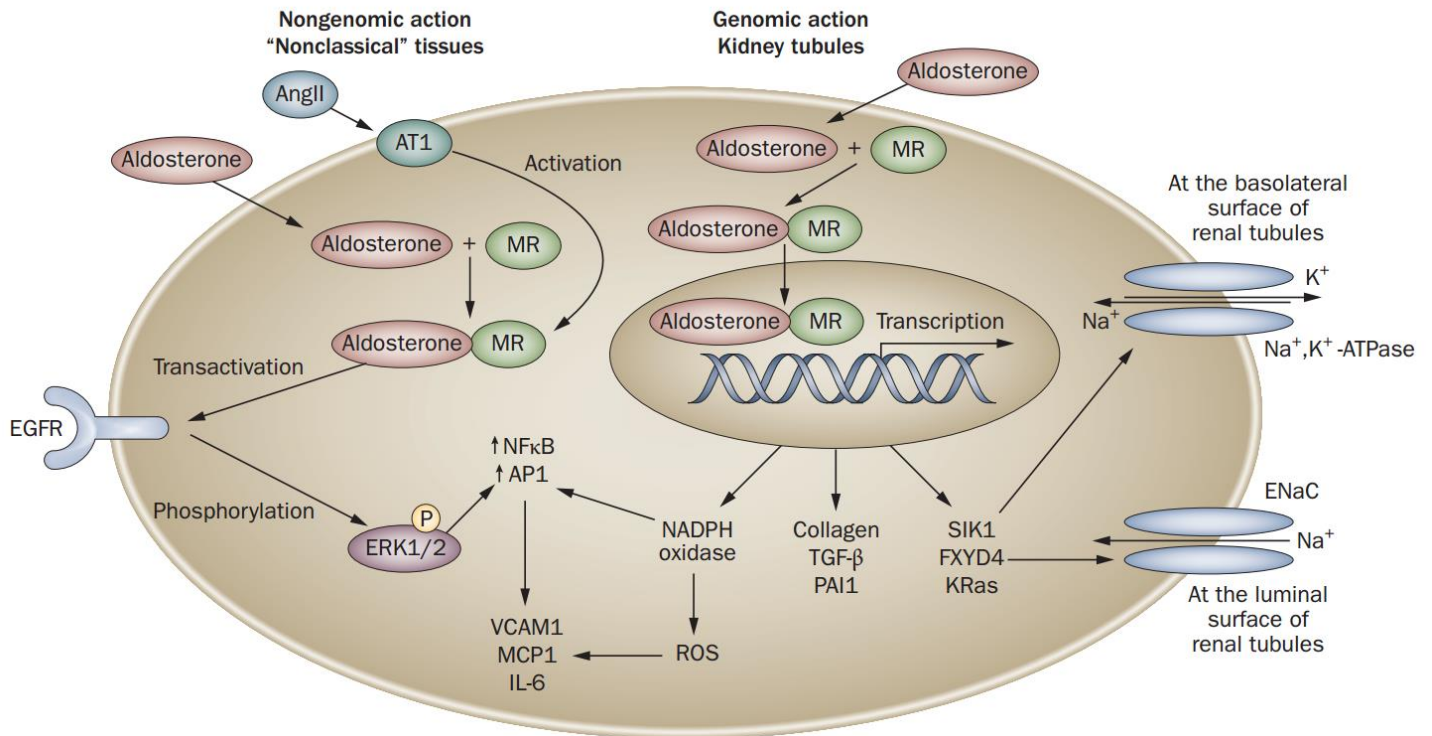 Nongenomic action
“Nonclassical” tissues
Genomic action
Kidney tubules
AngII
AT1
Aldosterone
Activation
Aldosterone + MR
Aldosterone MR
Transactivation
EGFR
Phosphorylation
P
ERK1/2
↑ NFκB
↑ AP1
VCAM1
MCP1
IL-6
Aldosterone
Aldosterone + MR
Aldosterone MR
Aldosterone MR
Transcription
NADPH
oxidase
ROS
Collagen
TGF-β
PAI1
SIK1
FXYD4
KRas
At the basolateral
surface of
renal tubules
K⁺
Na⁺
Na⁺,K⁺-ATPase
ENaC
Na⁺
At the luminal
surface of
renal tubules